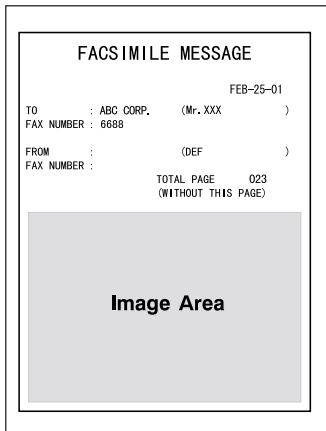 FACSIMILE MESSAGE
FEB-25-01
TO : ABC CORP. (Mr. XXX )
FAX NUMBER : 6688
FROM : (DEF )
FAX NUMBER :
TOTAL PAGE 023
(WITHOUT THIS PAGE)
Image Area